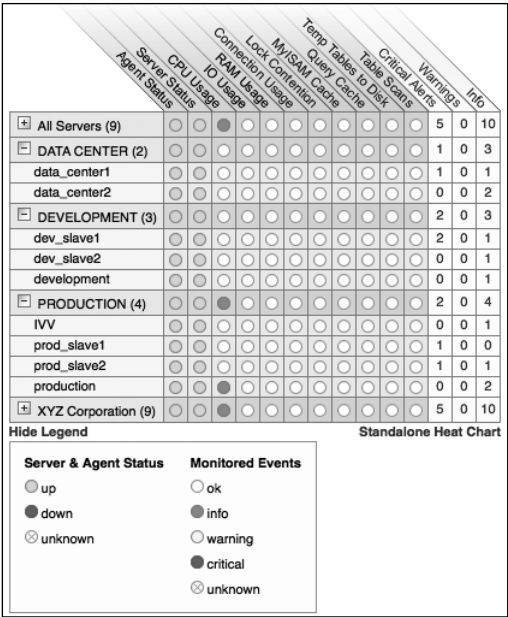 Agent Status
Server Status
CPU Usage
IO Usage
RAM Usage
Connection Usage
Lock Contention
MyISAM Cache
Query Cache
Temp Tables to Disk
Table Scans
Critical Alerts
Warnings
Info
All Servers (9) 5 0 10
DATA CENTER (2) 1 0 3
data_center1 1 0 1
data_center2 0 0 2
DEVELOPMENT (3) 2 0 3
dev_slave1 2 0 1
dev_slave2 0 0 1
development 0 0 1
PRODUCTION (4) 2 0 4
IVV 0 0 1
prod_slave1 1 0 0
prod_slave2 1 0 1
production 0 0 2
XYZ Corporation (9) 5 0 10
Hide Legend Standalone Heat Chart
Server & Agent Status Monitored Events
up ok
down info
unknown warning
critical
unknown